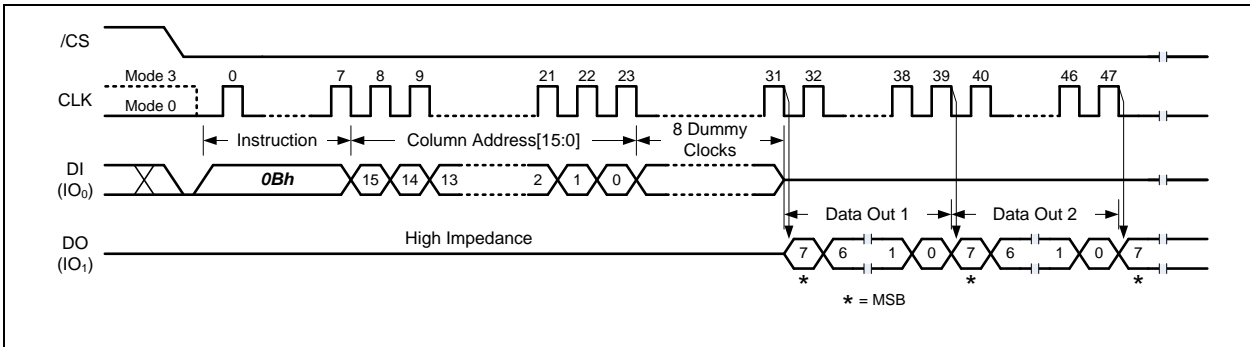 /CS
Mode 3 0 7 8 9 21 22 23 31 32 38 39 40 46 47
CLK
Mode 0
Instruction Column Address[15:0] 8 Dummy
Clocks
DI
(IO0)
0Bh 15 14 13 2 1 0
Data Out 1 Data Out 2
High Impedance
DO
(IO1)
7 6 1 0 7 6 1 0 7
* * *
* = MSB